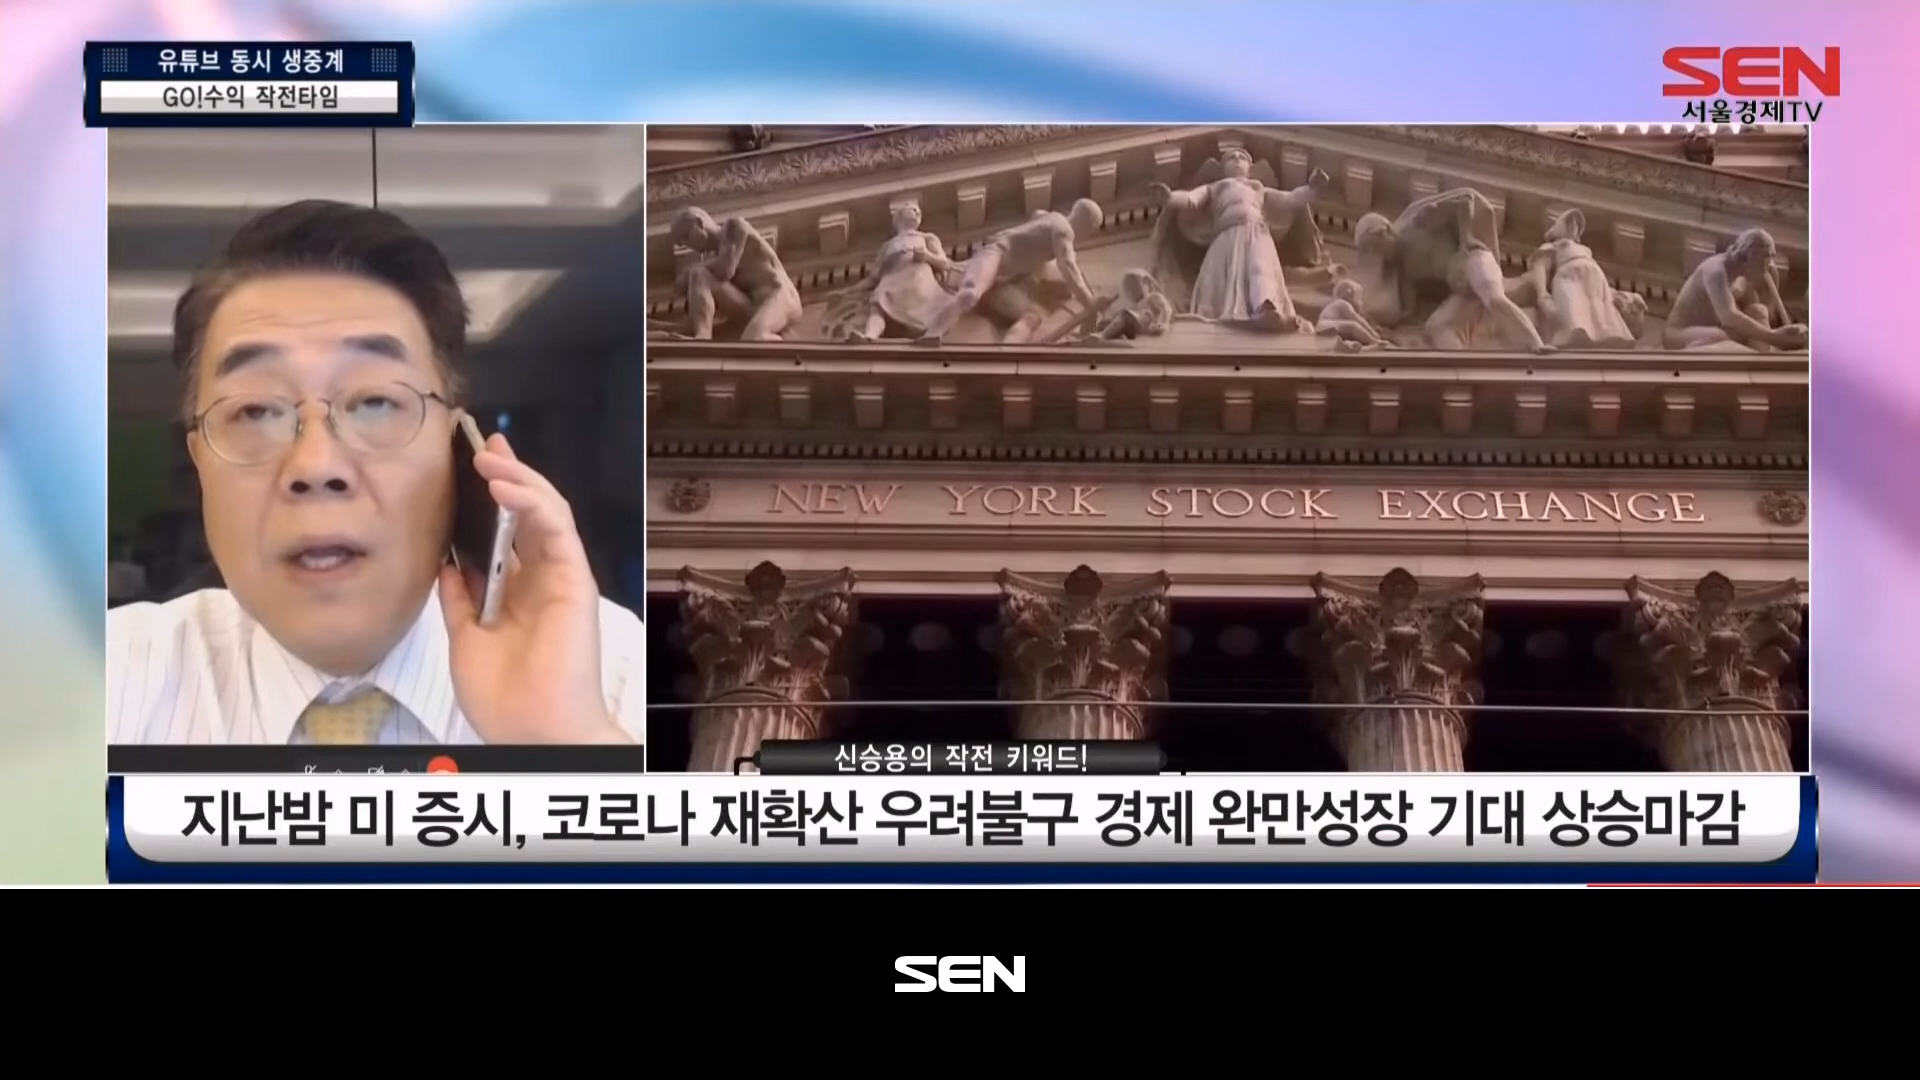 유튜브 동시 생중계
GO!수익 작전타임
SEN
서울경제TV
NEW YORK STOCK EXCHANGE
신승용의 작전 키워드!
지난밤 미 증시, 코로나 재확산 우려불구 경제 완만성장 기대 상승마감
SEN